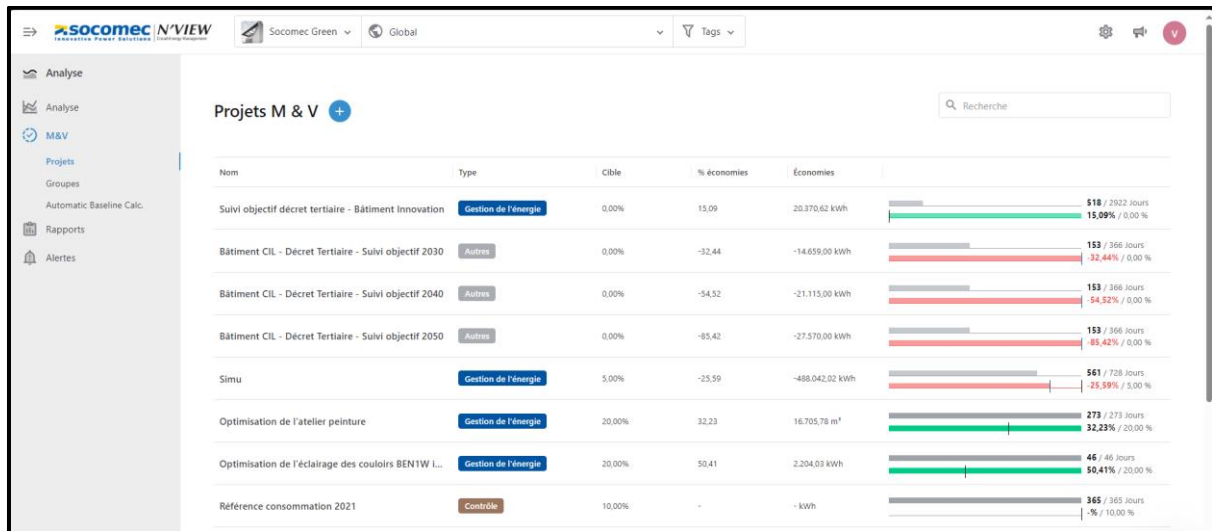 socomec N'VIEW Socomec Green Global Tags V
Innovative Power Solutions
Analyse
Analyse
M&V
Projets
Groupes
Automatic Baseline Calc.
Rapports
Alertes
Projets M & V +
Recherche
Nom Type Cible % économies Économies
Suivi objectif décret tertiaire - Bâtiment Innovation Gestion de l'énergie 0,00% 15,09 20.370,62 kWh 518 / 2922 Jours
15,09% / 0,00 %
Bâtiment CIL - Décret Tertiaire - Suivi objectif 2030 Autres 0,00% -32,44 -14.659,00 kWh 153 / 366 Jours
-32,44% / 0,00 %
Bâtiment CIL - Décret Tertiaire - Suivi objectif 2040 Autres 0,00% -54,52 -21.115,00 kWh 153 / 366 Jours
-54,52% / 0,00 %
Bâtiment CIL - Décret Tertiaire - Suivi objectif 2050 Autres 0,00% -85,42 -27.570,00 kWh 153 / 366 Jours
-85,42% / 0,00 %
Simu Gestion de l'énergie 5,00% -25,59 -488.042,02 kWh 561 / 728 Jours
-25,59% / 5,00 %
Optimisation de l'atelier peinture Gestion de l'énergie 20,00% 32,23 16.705,78 m³ 273 / 273 Jours
32,23% / 20,00 %
Optimisation de l'éclairage des couloirs BEN1W i... Gestion de l'énergie 20,00% 50,41 2.204,03 kWh 46 / 46 Jours
50,41% / 20,00 %
Référence consommation 2021 Contrôle 10,00% - - kWh 365 / 365 Jours
-% / 10,00 %